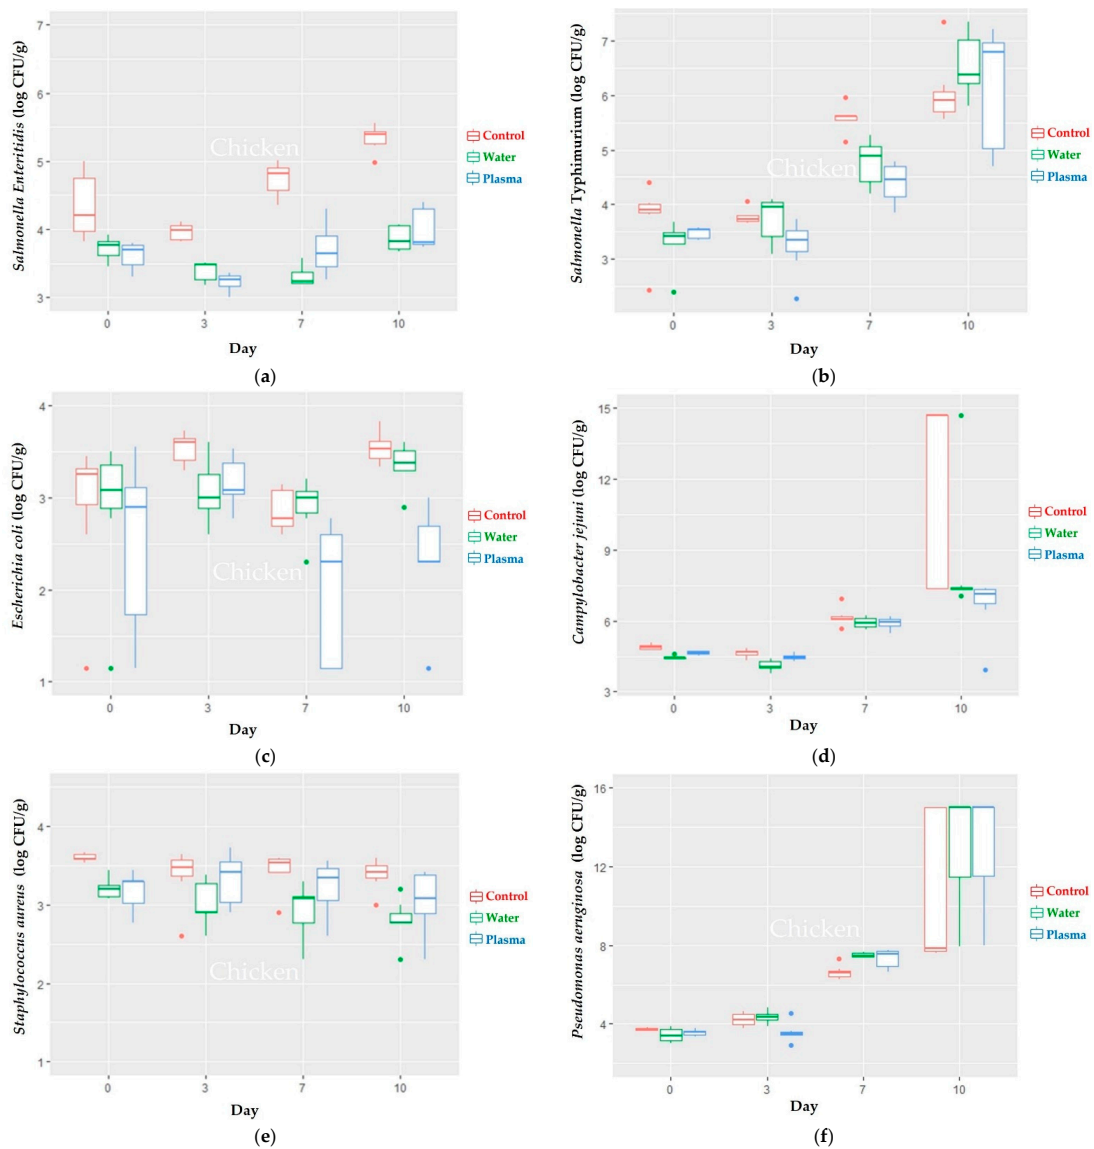 Salmonella Enteritidis (log CFU/g)
7
6
5
4
3
Chicken
0 3 7 10
Day
Control
Water
Plasma
(a)
Salmonella Typhimurium (log CFU/g)
7
6
5
4
3
Chicken
0 3 7 10
Day
Control
Water
Plasma
(b)
Escherichia coli (log CFU/g)
4
3
2
1
Chicken
0 3 7 10
Day
Control
Water
Plasma
(c)
Campylobacter jejuni (log CFU/g)
15
12
9
6
3
0 3 7 10
Day
Control
Water
Plasma
(d)
Staphylococcus aureus (log CFU/g)
4
3
2
1
Chicken
0 3 7 10
Day
Control
Water
Plasma
(e)
Pseudomonas aeruginosa (log CFU/g)
16
12
8
4
Chicken
0 3 7 10
Day
Control
Water
Plasma
(f)